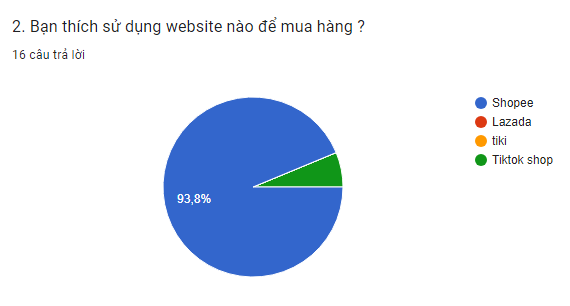 2. Bạn thích sử dụng website nào để mua hàng ?
16 câu trả lời
Shopee
Lazada
tiki
Tiktok shop
93,8%